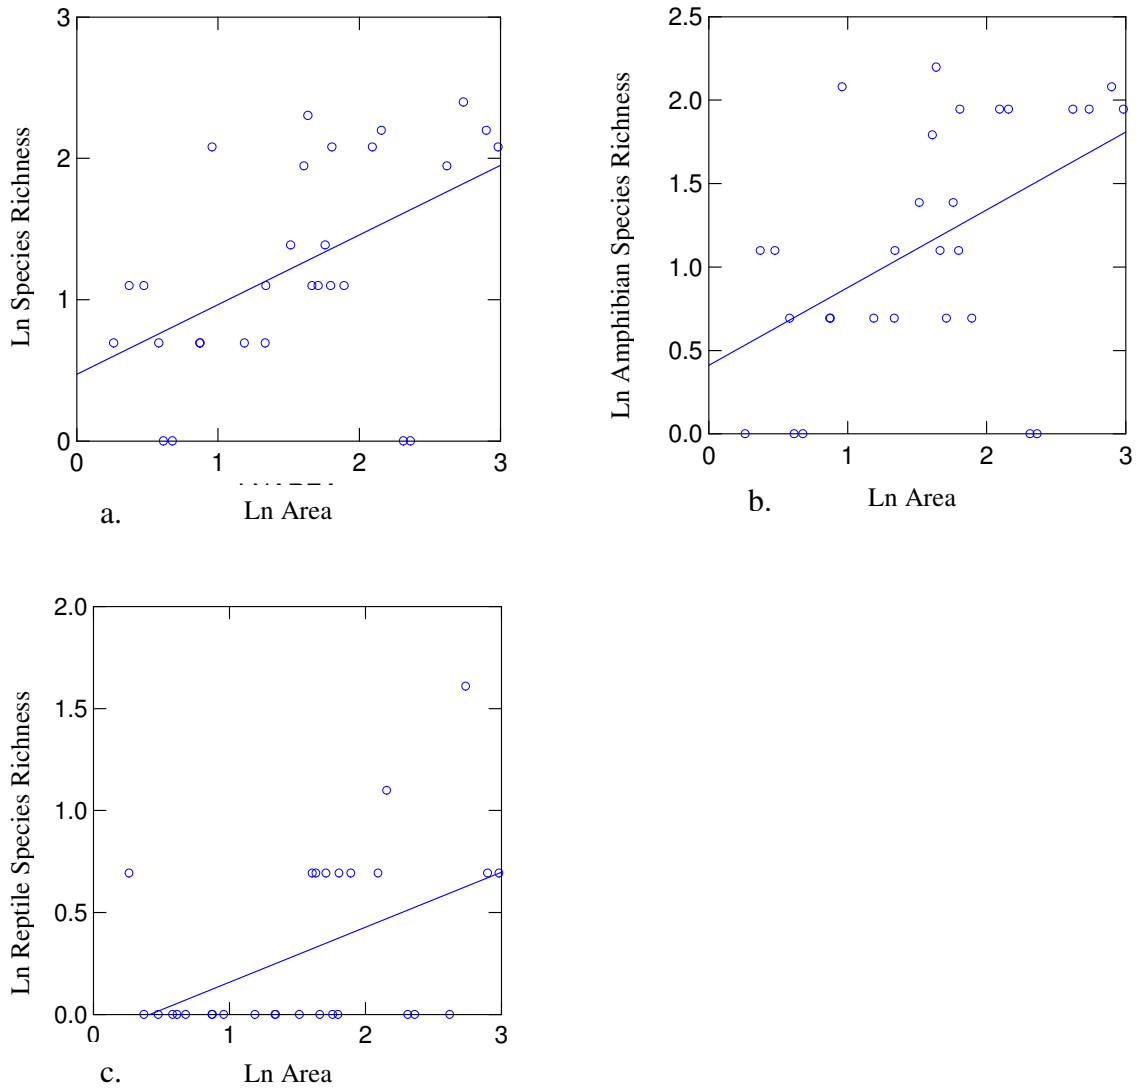 3
2
1
0
0 1 2 3
Ln Species Richness
Ln Area
a.
2.5
2.0
1.5
1.0
0.5
0.0
0 1 2 3
Ln Amphibian Species Richness
Ln Area
b.
2.0
1.5
1.0
0.5
0.0
0 1 2 3
Ln Reptile Species Richness
Ln Area
c.